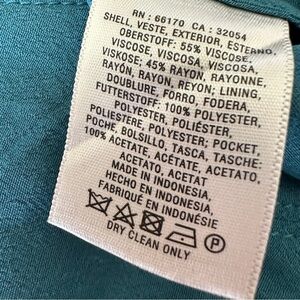 RN : 66170 CA : 32054
SHELL, VESTE, EXTERIOR, ESTERNO,
OBERSTOFF: 55% VISCOSE,
VISCOSE, VISCOSA, VISCOSA,
VISKOSE; 45% RAYON, RAYONNE,
RAYÓN, RAYON, REYON; LINING,
DOUBLURE, FORRO, FODERA,
FUTTERSTOFF: 100% POLYESTER,
POLYESTER, POLIÉSTER,
POLIESTERE, POLYESTER; POCKET,
POCHE, BOLSILLO, TASCA, TASCHE:
100% ACETATE, ACÉTATE, ACETATO,
ACETATO, ACETAT
MADE IN INDONESIA,
HECHO EN INDONESIA,
FABRIQUÉ EN INDONÉSIE
P
DRY CLEAN ONLY